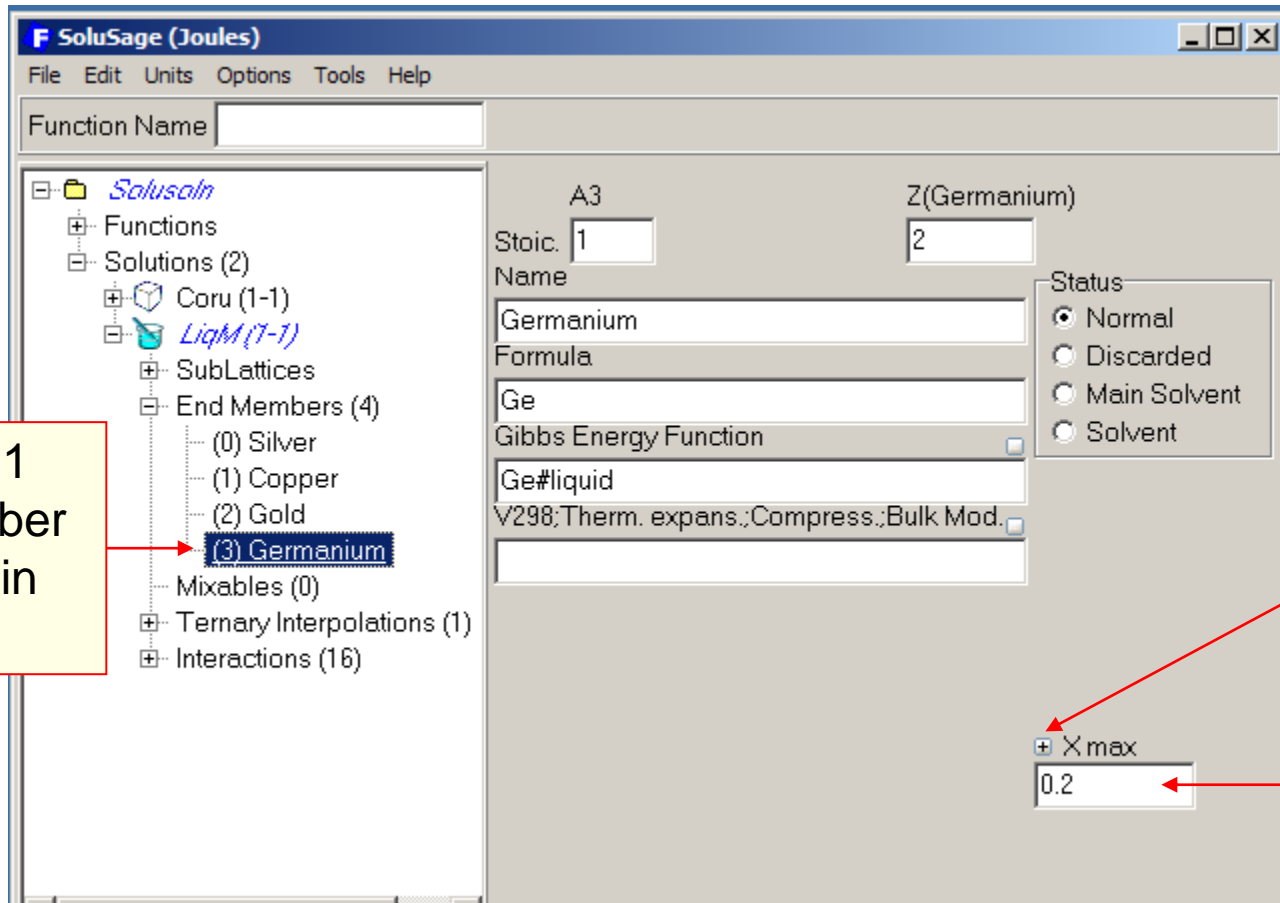 F SoluSage (Joules)
File Edit Units Options Tools Help
Function Name
Solusoln
Functions
Solutions (2)
Coru (1-1)
LiqM (1-1)
SubLattices
End Members (4)
(0) Silver
(1) Copper
(2) Gold
(3) Germanium
Mixables (0)
Ternary Interpolations (1)
Interactions (16)
1
ber
in
A3 Z(Germanium)
Stoic. 1 2
Name
Germanium
Formula
Ge
Gibbs Energy Function
Ge#liquid
V298;Therm. expans.;Compress.;Bulk Mod.
Status
Normal
Discarded
Main Solvent
Solvent
X max
0.2